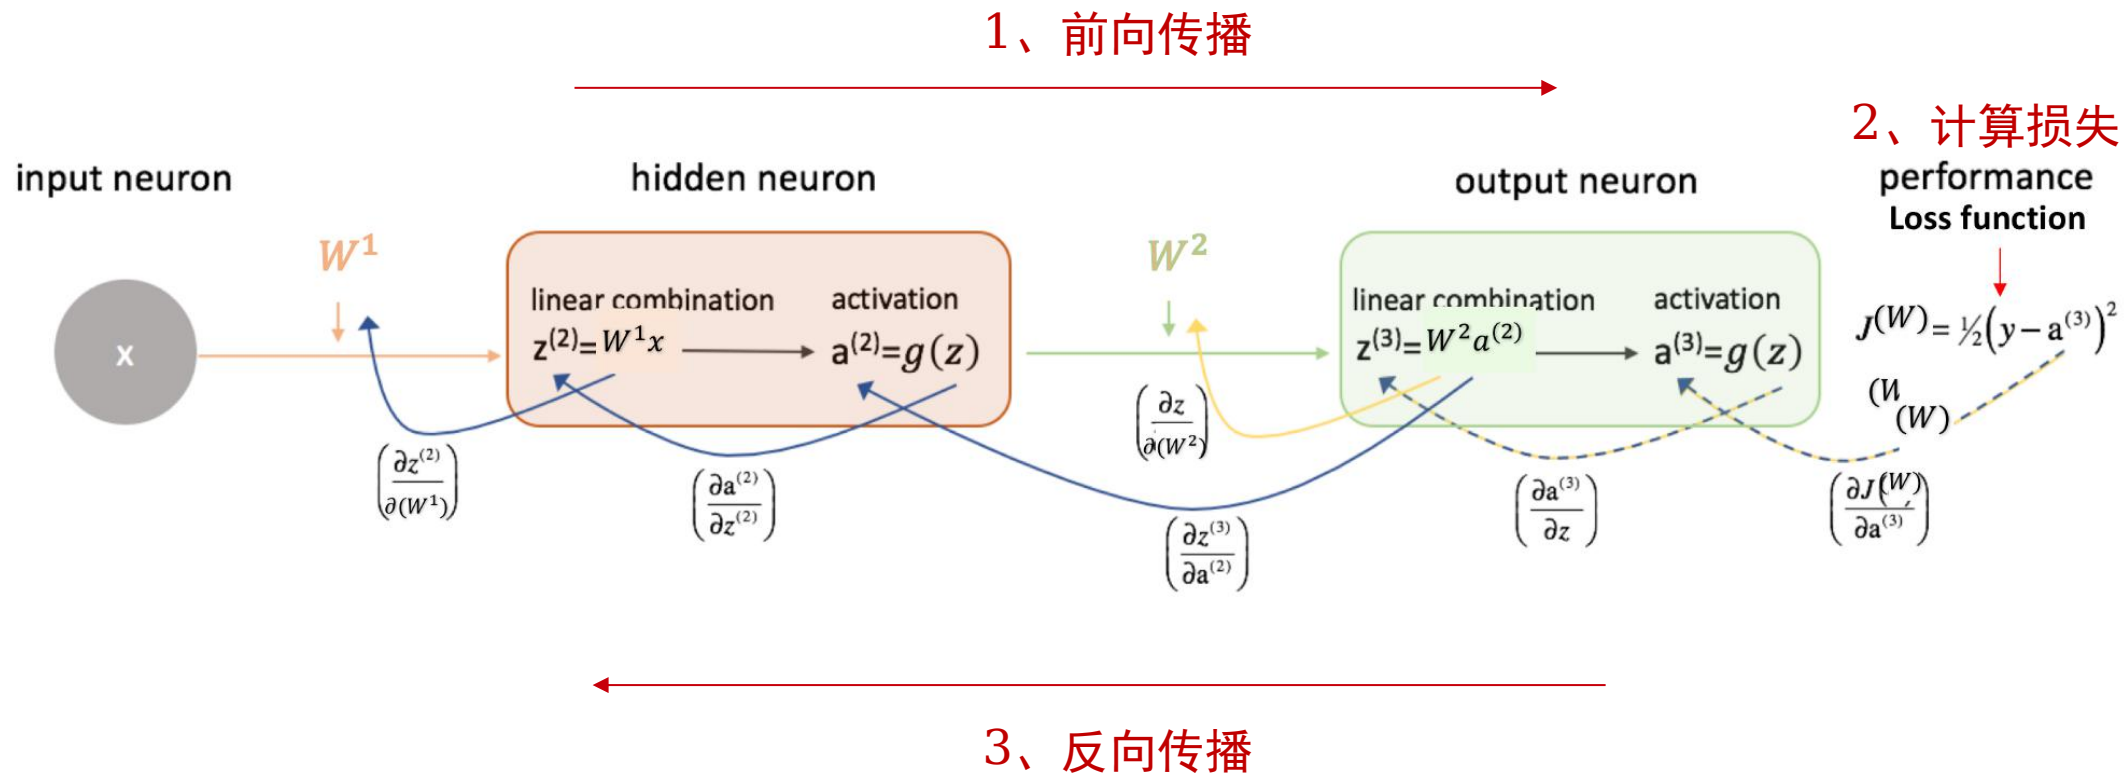 1、前向传播
2、计算损失
input neuron
hidden neuron
output neuron
performance
Loss function
W¹
W²
linear combination
activation
linear combination
activation
J(W) = ½(y − a⁽³⁾)²
x
z⁽²⁾=W¹x
a⁽²⁾=g(z)
z⁽³⁾=W²a⁽²⁾
a⁽³⁾=g(z)
(W)
(∂z⁽²⁾/∂(W¹))
(∂a⁽²⁾/∂z⁽²⁾)
(∂z/∂(W²))
(∂z⁽³⁾/∂a⁽²⁾)
(∂a⁽³⁾/∂z)
(∂J(W)/∂a⁽³⁾)
3、反向传播